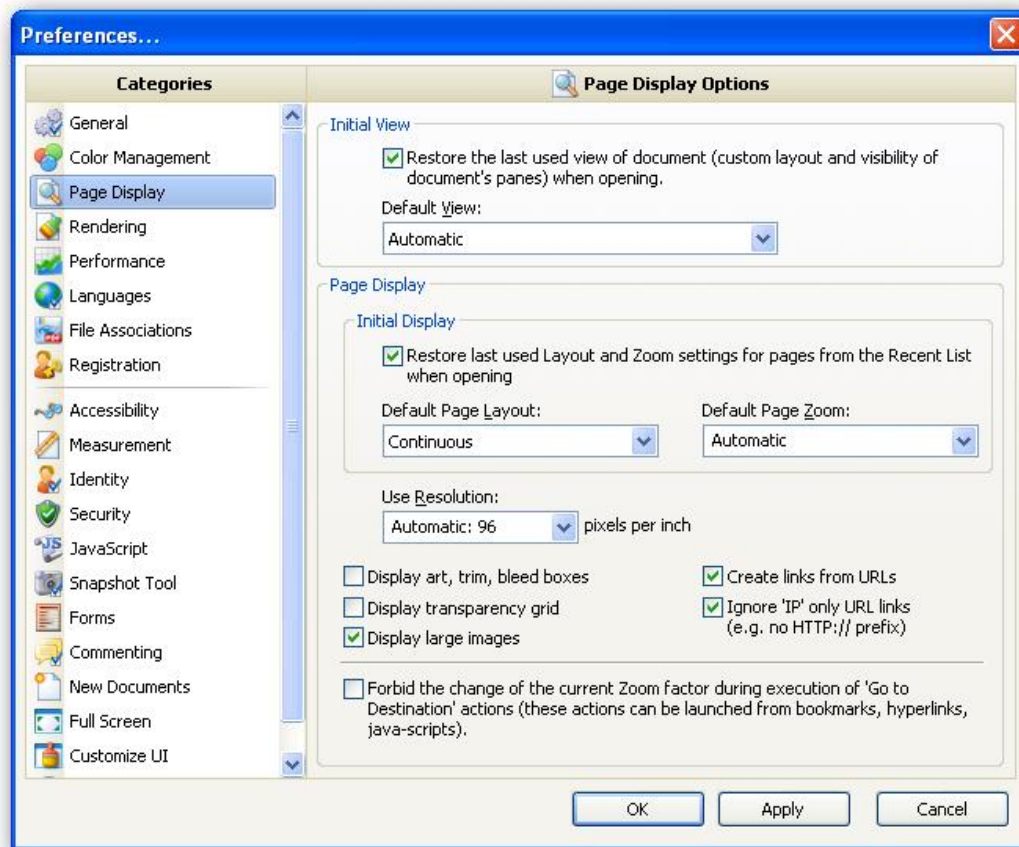 Preferences...
Categories
General
Color Management
Page Display
Rendering
Performance
Languages
File Associations
Registration
Accessibility
Measurement
Identity
Security
JavaScript
Snapshot Tool
Forms
Commenting
New Documents
Full Screen
Customize UI
Page Display Options
Initial View
Restore the last used view of document (custom layout and visibility of
document's panes) when opening.
Default View:
Automatic
Page Display
Initial Display
Restore last used Layout and Zoom settings for pages from the Recent List
when opening
Default Page Layout:
Continuous
Default Page Zoom:
Automatic
Use Resolution:
Automatic: 96
pixels per inch
Display art, trim, bleed boxes
Display transparency grid
Display large images
Create links from URLs
Ignore 'IP' only URL links
(e.g. no HTTP:// prefix)
Forbid the change of the current Zoom factor during execution of 'Go to
Destination' actions (these actions can be launched from bookmarks, hyperlinks,
java-scripts).
OK
Apply
Cancel